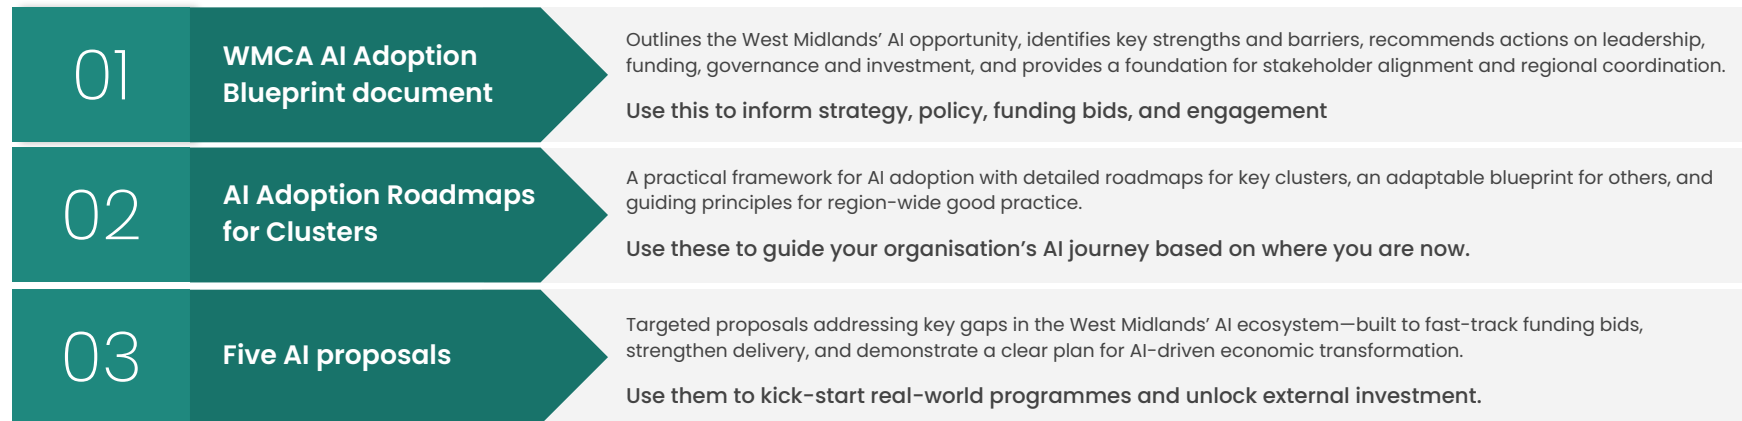 01
WMCA AI Adoption
Blueprint document
Outlines the West Midlands’ AI opportunity, identifies key strengths and barriers, recommends actions on leadership,
funding, governance and investment, and provides a foundation for stakeholder alignment and regional coordination.
Use this to inform strategy, policy, funding bids, and engagement
02
AI Adoption Roadmaps
for Clusters
A practical framework for AI adoption with detailed roadmaps for key clusters, an adaptable blueprint for others, and
guiding principles for region-wide good practice.
Use these to guide your organisation’s AI journey based on where you are now.
03
Five AI proposals
Targeted proposals addressing key gaps in the West Midlands’ AI ecosystem—built to fast-track funding bids,
strengthen delivery, and demonstrate a clear plan for AI-driven economic transformation.
Use them to kick-start real-world programmes and unlock external investment.